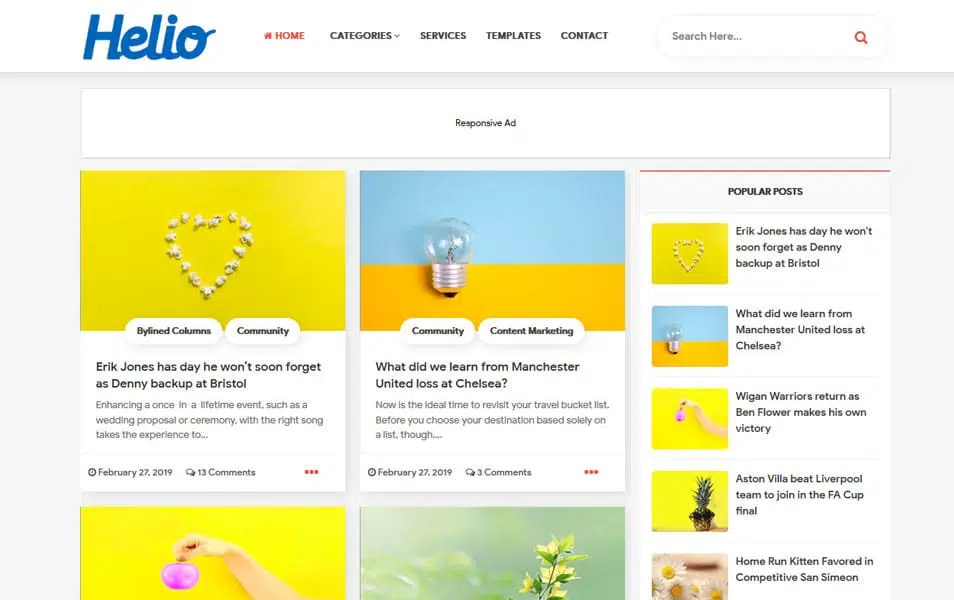 Helio
HOME
CATEGORIES
SERVICES
TEMPLATES
CONTACT
Search Here...
Responsive Ad
Bylined Columns
Community
Erik Jones has day he won't soon forget
as Denny backup at Bristol
Enhancing a once in a lifetime event, such as a
wedding proposal or ceremony, with the right song
takes the experience to...
February 27, 2019
13 Comments
Community
Content Marketing
What did we learn from Manchester
United loss at Chelsea?
Now is the ideal time to revisit your travel bucket list.
Before you choose your destination based solely on
a list, though,...
February 27, 2019
3 Comments
POPULAR POSTS
Erik Jones has day he won't
soon forget as Denny
backup at Bristol
What did we learn from
Manchester United loss at
Chelsea?
Wigan Warriors return as
Ben Flower makes his own
victory
Aston Villa beat Liverpool
team to join in the FA Cup
final
Home Run Kitten Favored in
Competitive San Simeon